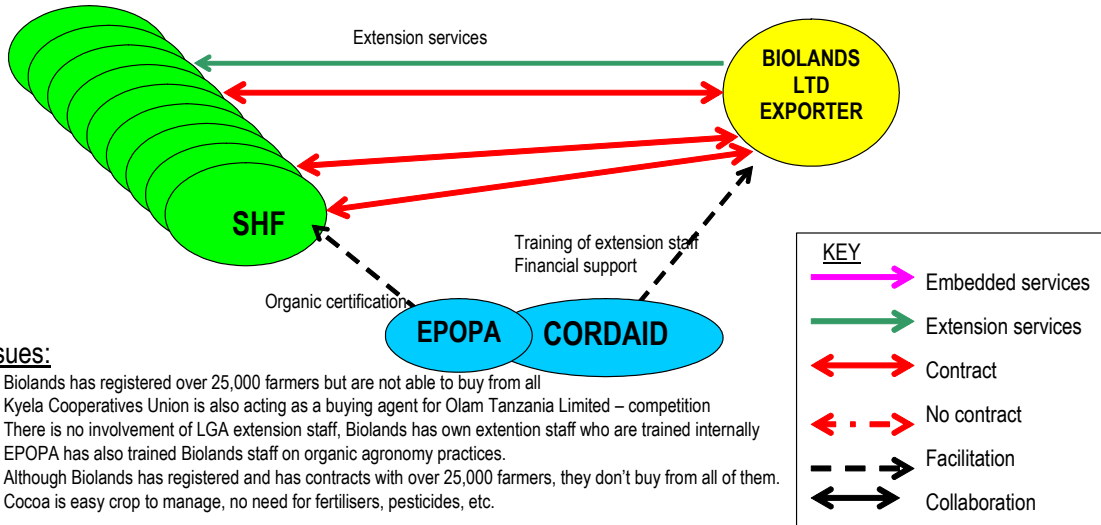 Extension services
BIOLANDS
LTD
EXPORTER
SHF
Training of extension staff
Financial support
Organic certification
EPOPA
CORDAID
KEY
Embedded services
Extension services
Contract
No contract
Facilitation
Collaboration
sues:
Biolands has registered over 25,000 farmers but are not able to buy from all
Kyela Cooperatives Union is also acting as a buying agent for Olam Tanzania Limited – competition
There is no involvement of LGA extension staff, Biolands has own extention staff who are trained internally
EPOPA has also trained Biolands staff on organic agronomy practices.
Although Biolands has registered and has contracts with over 25,000 farmers, they don't buy from all of them.
Cocoa is easy crop to manage, no need for fertilisers, pesticides, etc.